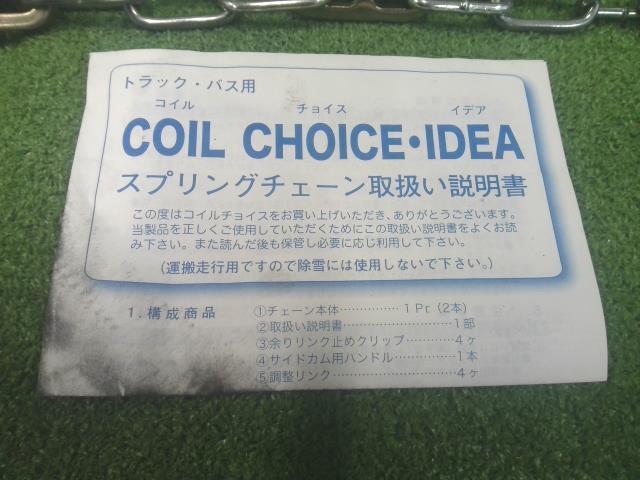 トラック・バス用
コイル チョイス イデア
COIL CHOICE・IDEA
スプリングチェーン取扱い説明書
この度はコイルチョイスをお買い上げいただき、ありがとうございます。
当製品を正しくご使用していただくためにこの取扱い説明書をよくお読
み下さい。また読んだ後も保管し必要に応じ利用して下さい。
(運搬走行用ですので除雪には使用しないで下さい。)
1.構成商品 ①チェーン本体……………1Pr(2本)
②取扱い説明書…………………1部
③余りリンク止めクリップ…………4ヶ
④サイドカム用ハンドル……………1本
⑤調整リンク………………………4ヶ